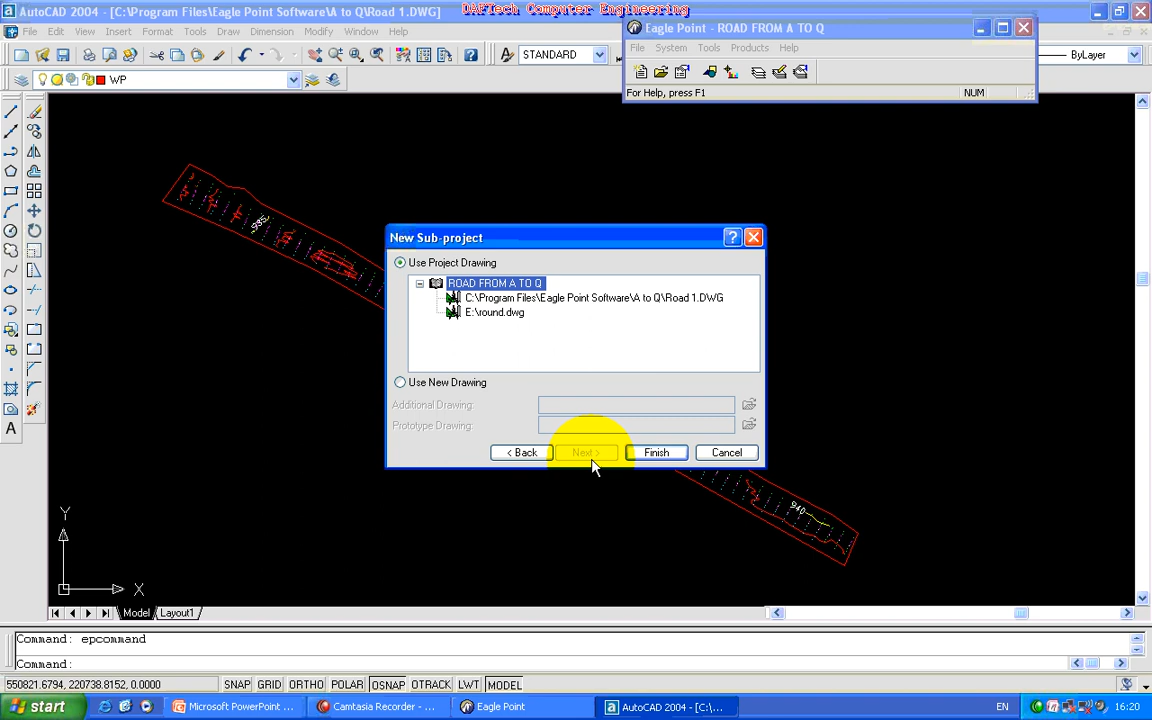 AutoCAD 2004 - [C:\Program Files\Eagle Point Software\A to Q\Road 1.DWG]
DAFTech Computer Engineering
File Edit View Insert Format Tools Draw Dimension Modify Window Help
Eagle Point - ROAD FROM A TO Q
File System Tools Products Help
STANDARD
ByLayer
WP
For Help, press F1
NUM
985
New Sub-project
Use Project Drawing
ROAD FROM A TO Q
C:\Program Files\Eagle Point Software\A to Q\Road 1.DWG
E:\round.dwg
Use New Drawing
Additional Drawing:
Prototype Drawing:
< Back
Next >
Finish
Cancel
940
Y
X
Model
Layout1
Command: epcommand
Command:
550821.6794, 220738.8152, 0.0000
SNAP GRID ORTHO POLAR OSNAP OTRACK LWT MODEL
start
Microsoft PowerPoint ...
Camtasia Recorder - ...
Eagle Point
AutoCAD 2004 - [C:\...
EN
16:20